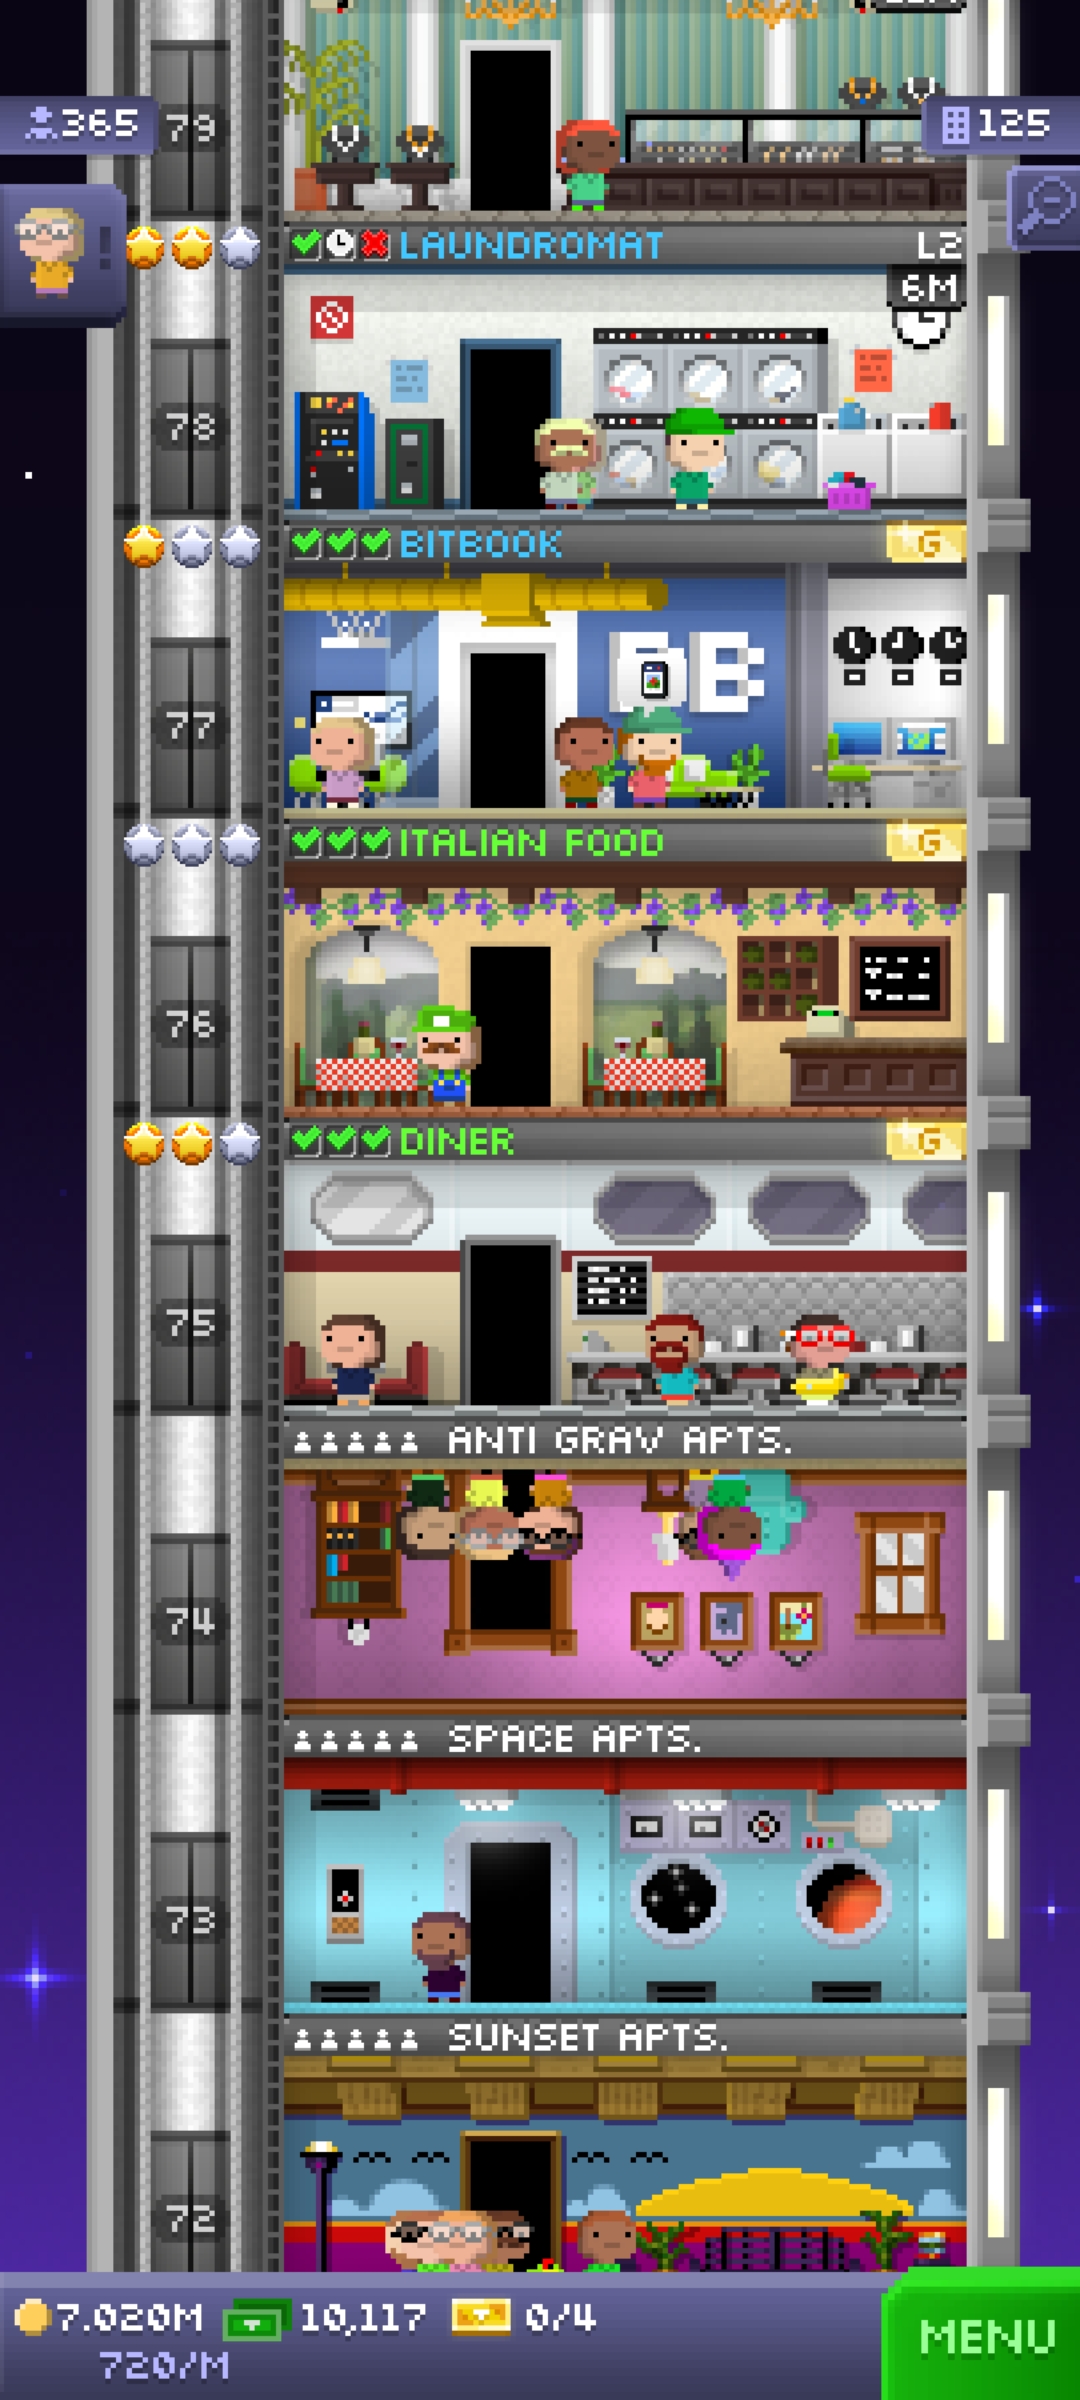 365
79
125
LAUNDROMAT L2
6M
78
BITBOOK G
BB
77
ITALIAN FOOD G
76
DINER G
75
ANTI GRAV APTS.
74
SPACE APTS.
73
SUNSET APTS.
72
7.020M 10,117 0/4
720/M
MENU